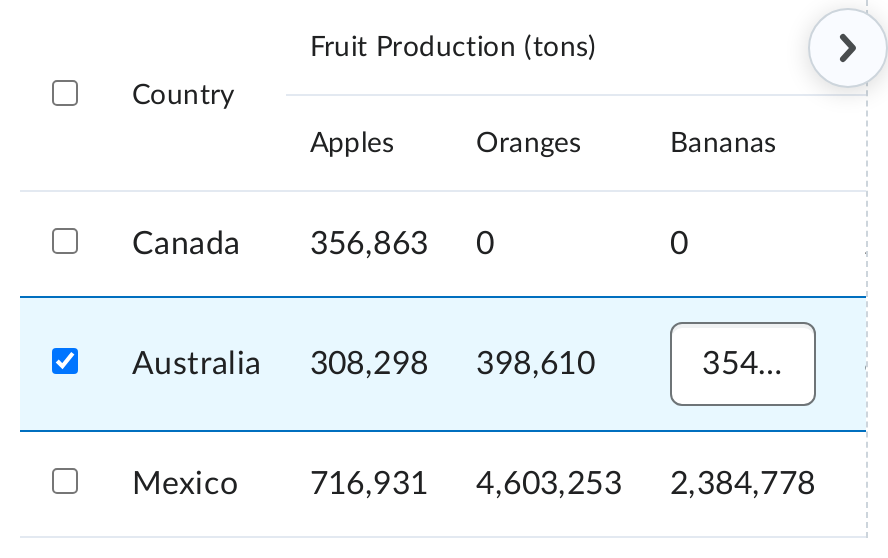 Fruit Production (tons)
Country
Apples Oranges Bananas
Canada 356,863 0 0
Australia 308,298 398,610 354...
Mexico 716,931 4,603,253 2,384,778